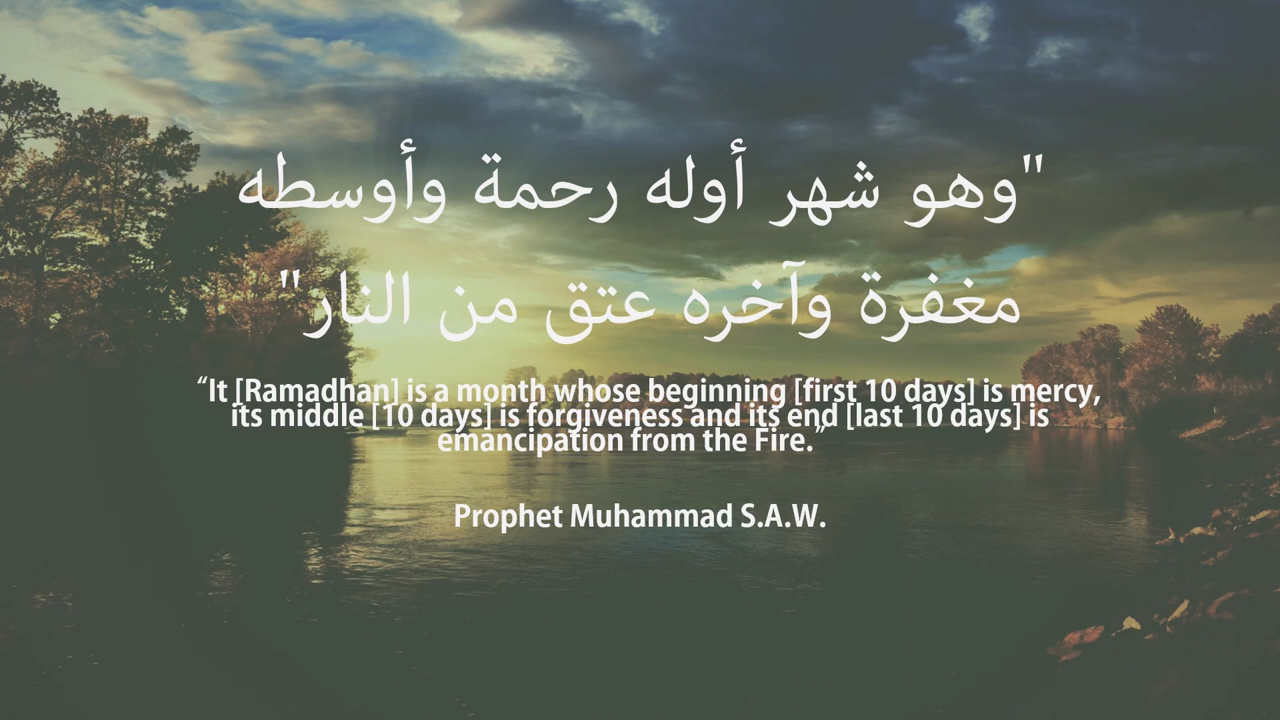 "وهو شهر أوله رحمة وأوسطه
مغفرة وآخره عتق من النار"
“It [Ramadhan] is a month whose beginning [first 10 days] is mercy,
its middle [10 days] is forgiveness and its end [last 10 days] is
emancipation from the Fire.”
Prophet Muhammad S.A.W.